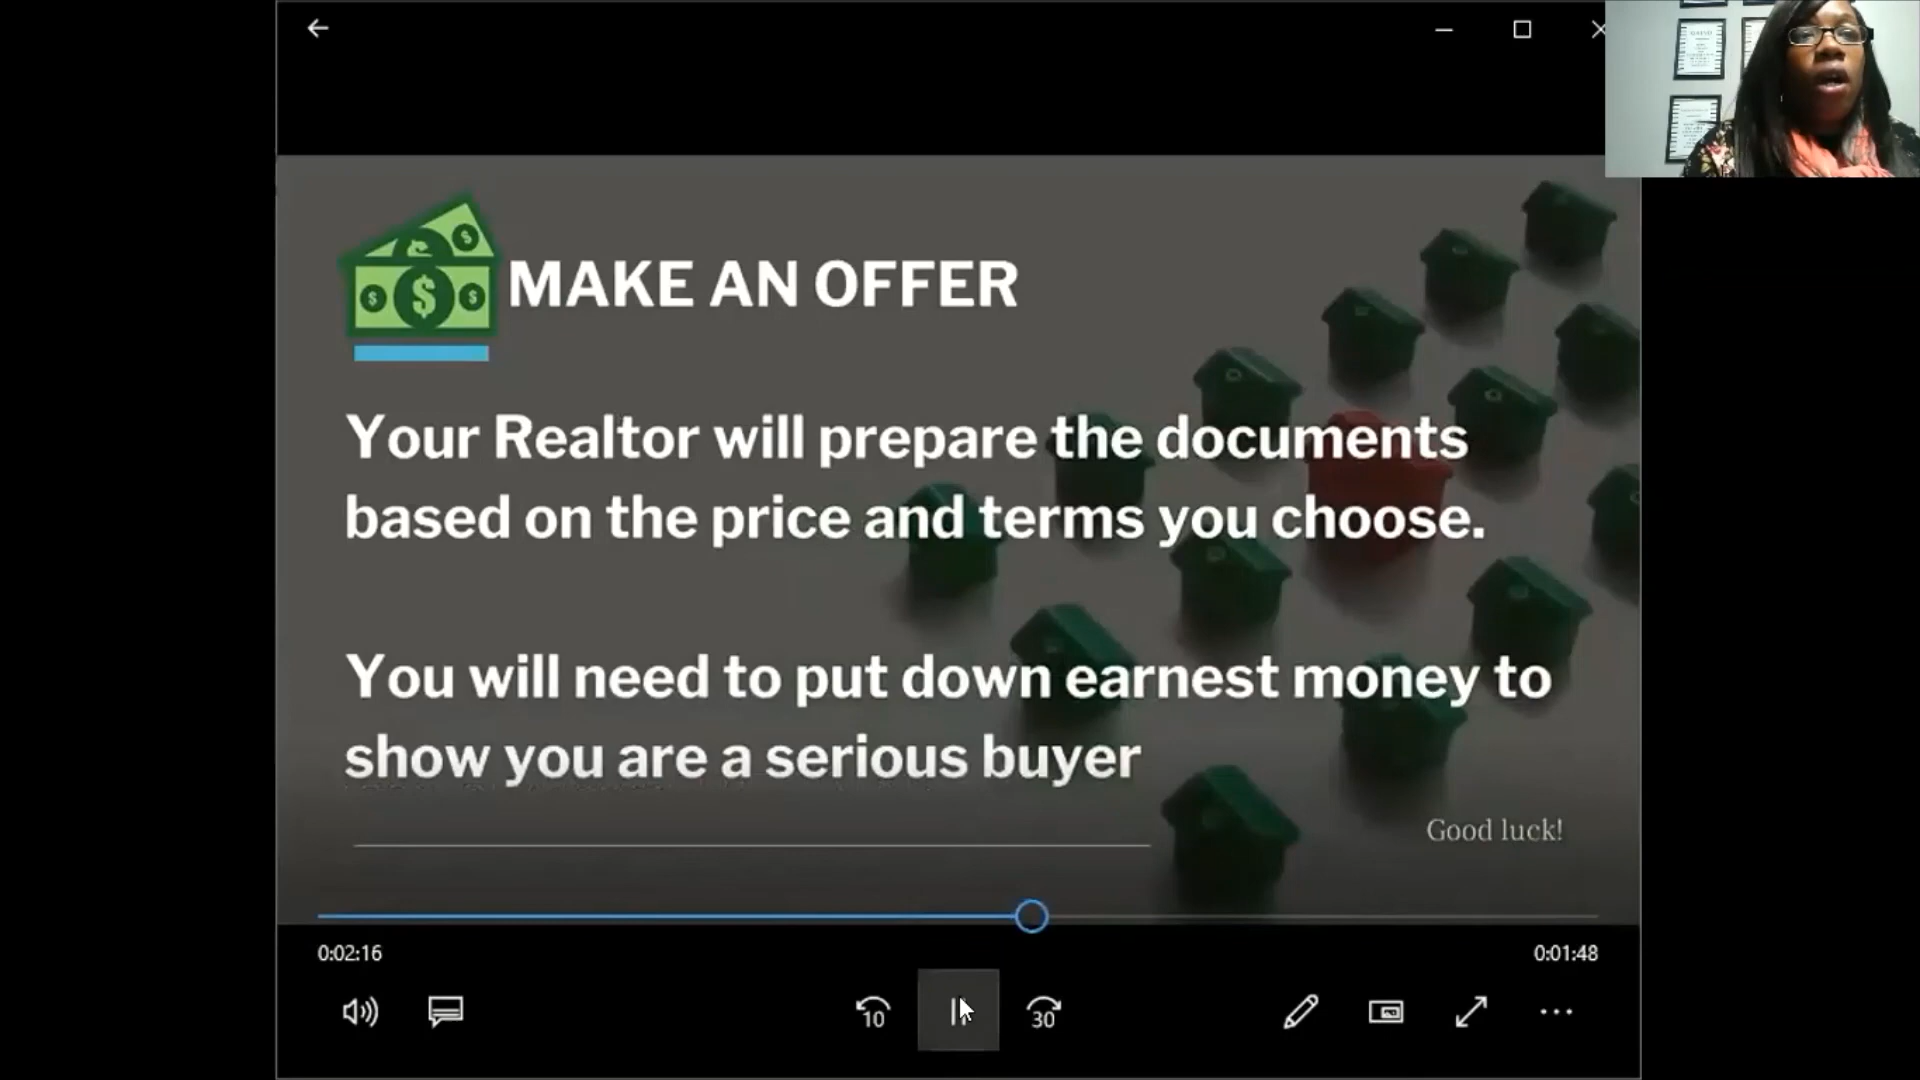 MAKE AN OFFER
Your Realtor will prepare the documents
based on the price and terms you choose.
You will need to put down earnest money to
show you are a serious buyer
Good luck!
0:02:16
0:01:48
10
30